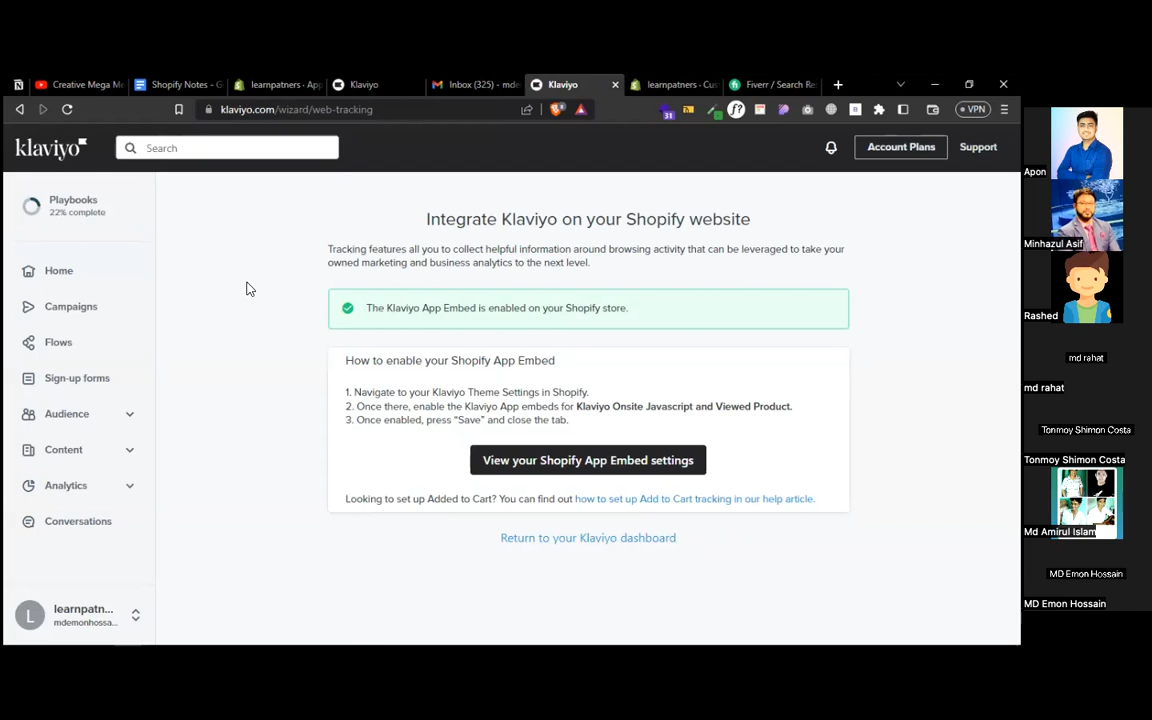 Creative Mega Me
Shopify Notes - G
learnpatners · App
Klaviyo
Inbox (325) - mde
Klaviyo
learnpatners · Cus
Fiverr / Search Re
klaviyo.com/wizard/web-tracking
31
VPN
klaviyo
Search
Account Plans
Support
Playbooks
22% complete
Home
Campaigns
Flows
Sign-up forms
Audience
Content
Analytics
Conversations
L
learnpatn...
mdemonhossa...
Integrate Klaviyo on your Shopify website
Tracking features all you to collect helpful information around browsing activity that can be leveraged to take your
owned marketing and business analytics to the next level.
The Klaviyo App Embed is enabled on your Shopify store.
How to enable your Shopify App Embed
1. Navigate to your Klaviyo Theme Settings in Shopify.
2. Once there, enable the Klaviyo App embeds for Klaviyo Onsite Javascript and Viewed Product.
3. Once enabled, press “Save” and close the tab.
View your Shopify App Embed settings
Looking to set up Added to Cart? You can find out how to set up Add to Cart tracking in our help article.
Return to your Klaviyo dashboard
Apon
Minhazul Asif
Rashed
md rahat
md rahat
Tonmoy Shimon Costa
Tonmoy Shimon Costa
Md Amirul Islam
MD Emon Hossain
MD Emon Hossain